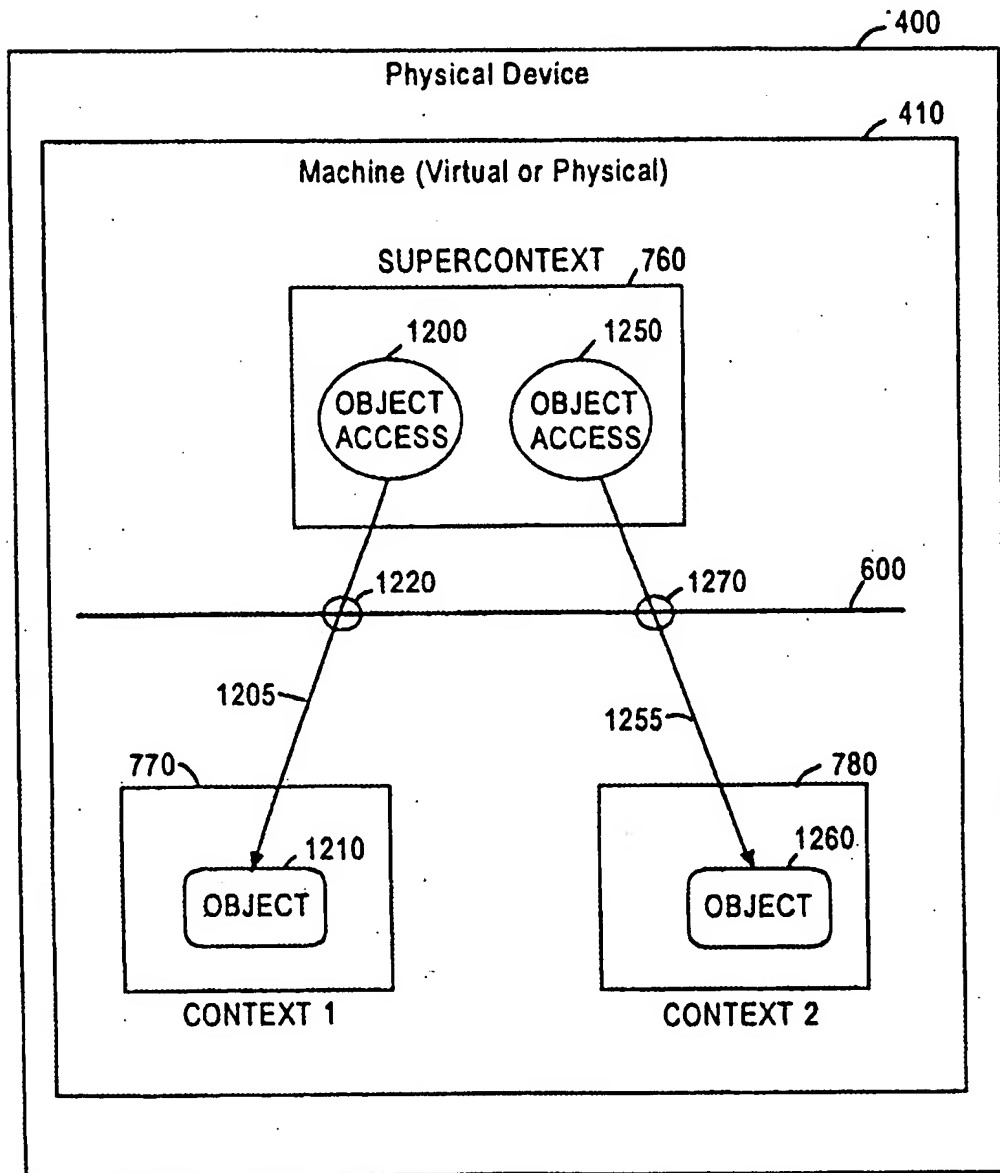 400
Physical Device
410
Machine (Virtual or Physical)
SUPERCONTEXT
760
1200
1250
OBJECT
ACCESS
OBJECT
ACCESS
1220
1270
600
1205
1255
770
780
1210
1260
OBJECT
OBJECT
CONTEXT 1
CONTEXT 2